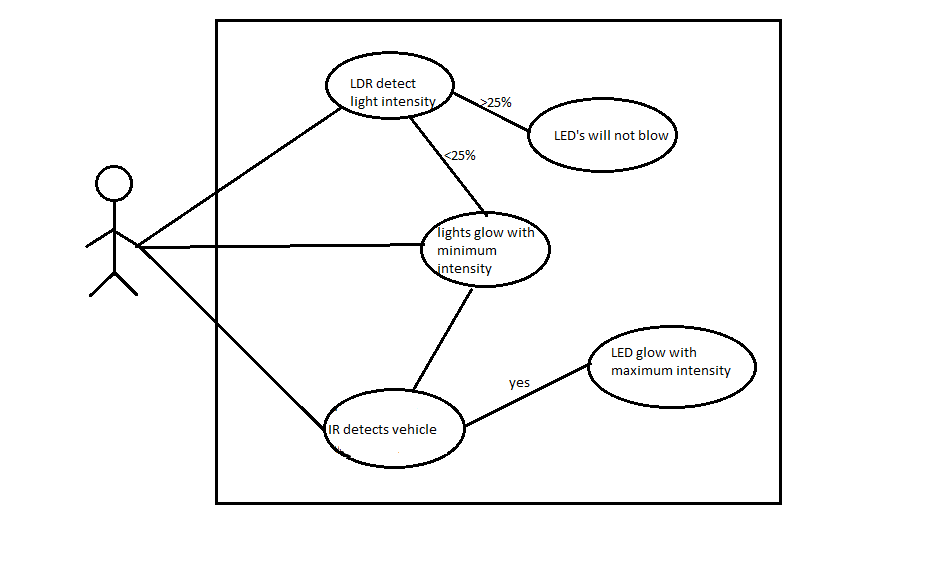 LDR detect
light intensity
>25%
LED's will not blow
<25%
lights glow with
minimum
intensity
LED glow with
maximum intensity
yes
IR detects vehicle